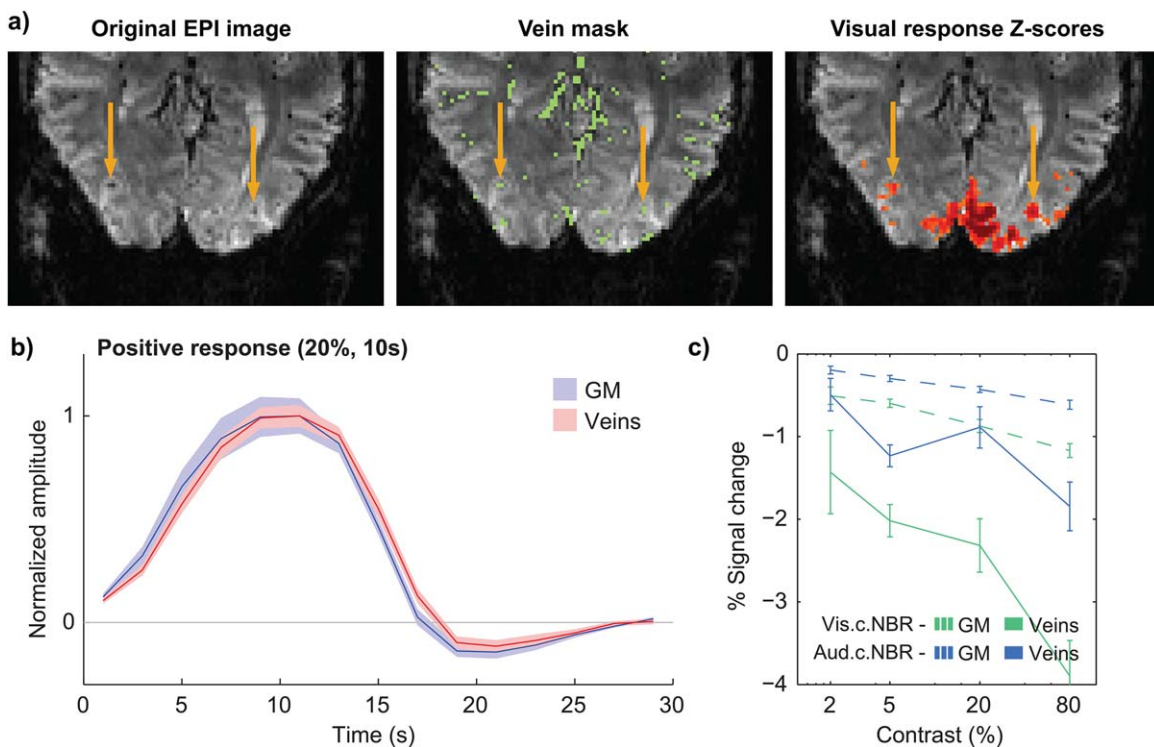 a)
Original EPI image
Vein mask
Visual response Z-scores
b)
Positive response (20%, 10s)
GM
Veins
Normalized amplitude
1
0
0
5
10
15
20
25
30
Time (s)
c)
% Signal change
0
−1
−2
−3
−4
Vis.c.NBR - GM Veins
Aud.c.NBR - GM Veins
2
5
20
80
Contrast (%)